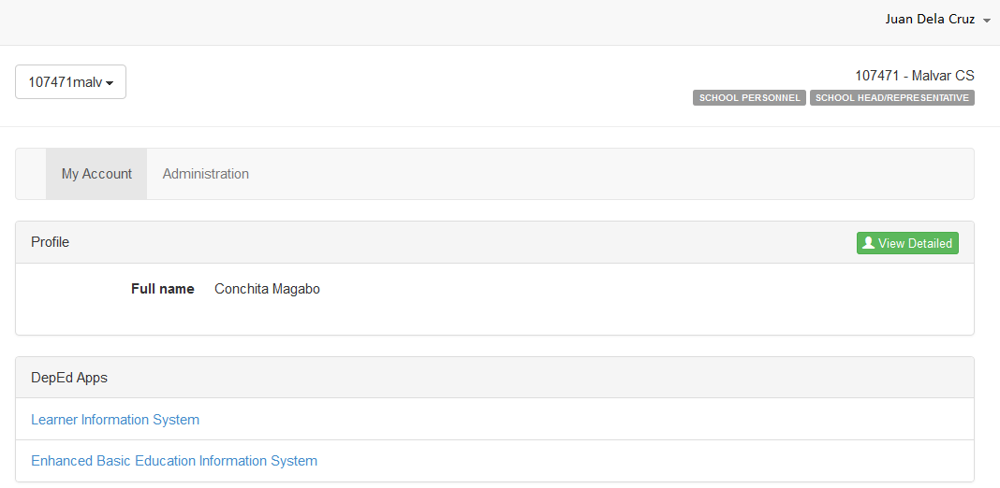 Juan Dela Cruz
107471malv
107471 - Malvar CS
SCHOOL PERSONNEL SCHOOL HEAD/REPRESENTATIVE
My Account Administration
Profile View Detailed
Full name Conchita Magabo
DepEd Apps
Learner Information System
Enhanced Basic Education Information System